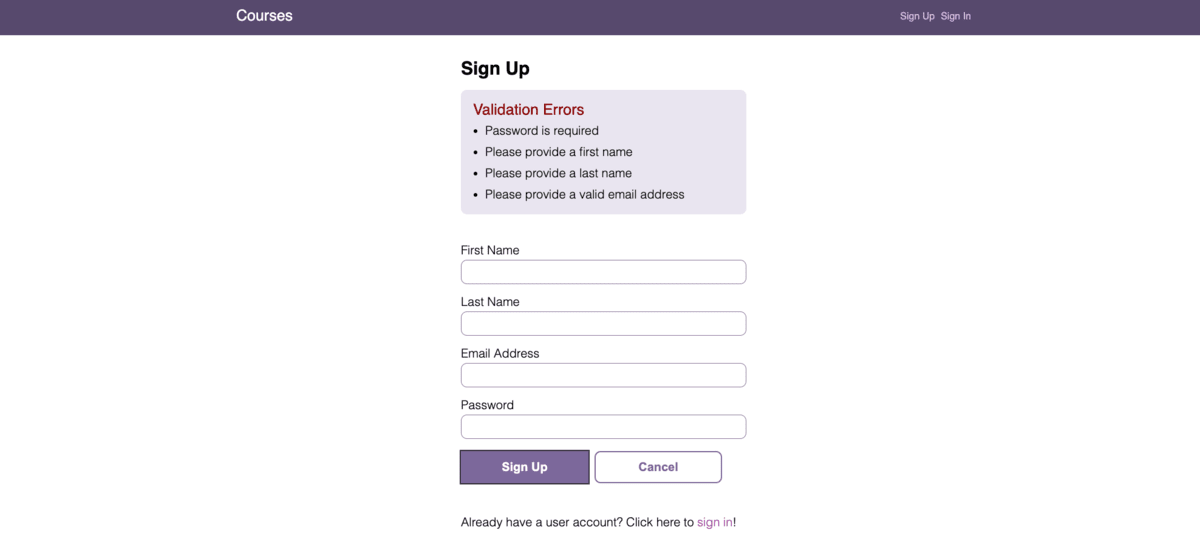 Courses
Sign Up Sign In
Sign Up
Validation Errors
• Password is required
• Please provide a first name
• Please provide a last name
• Please provide a valid email address
First Name
Last Name
Email Address
Password
Sign Up
Cancel
Already have a user account? Click here to sign in!